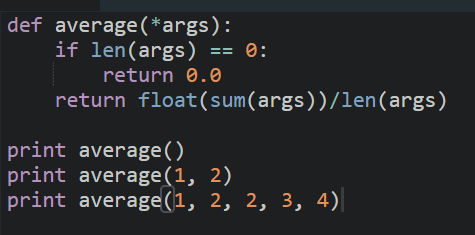 def average(*args):
    if len(args) == 0:
        return 0.0
    return float(sum(args))/len(args)

print average()
print average(1, 2)
print average(1, 2, 2, 3, 4)